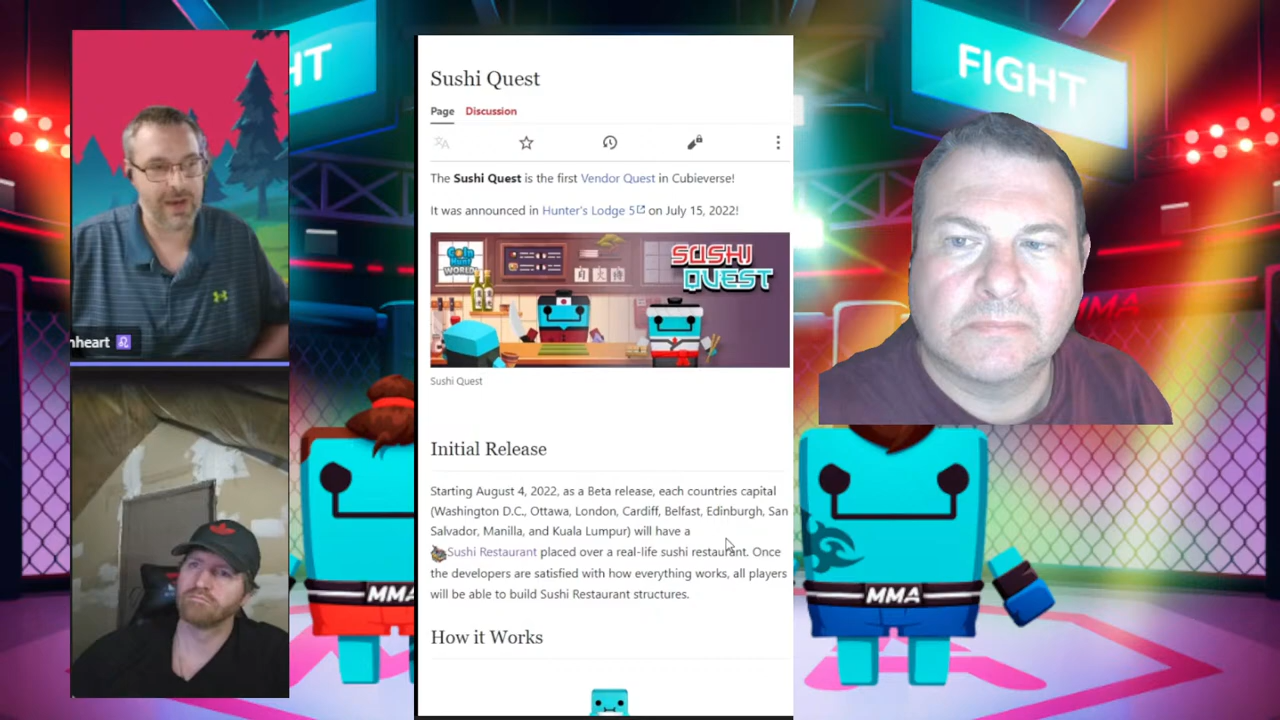 HT
FIGHT
Sushi Quest
Page Discussion
The Sushi Quest is the first Vendor Quest in Cubieverse!
It was announced in Hunter's Lodge 5 on July 15, 2022!
Coin
Hunt
WORLD!
SUSHI
QUEST
Sushi Quest
nheart
MMA
Initial Release
Starting August 4, 2022, as a Beta release, each countries capital
(Washington D.C., Ottawa, London, Cardiff, Belfast, Edinburgh, San
Salvador, Manilla, and Kuala Lumpur) will have a
Sushi Restaurant placed over a real-life sushi restaurant. Once
the developers are satisfied with how everything works, all players
will be able to build Sushi Restaurant structures.
MMA
MMA
How it Works